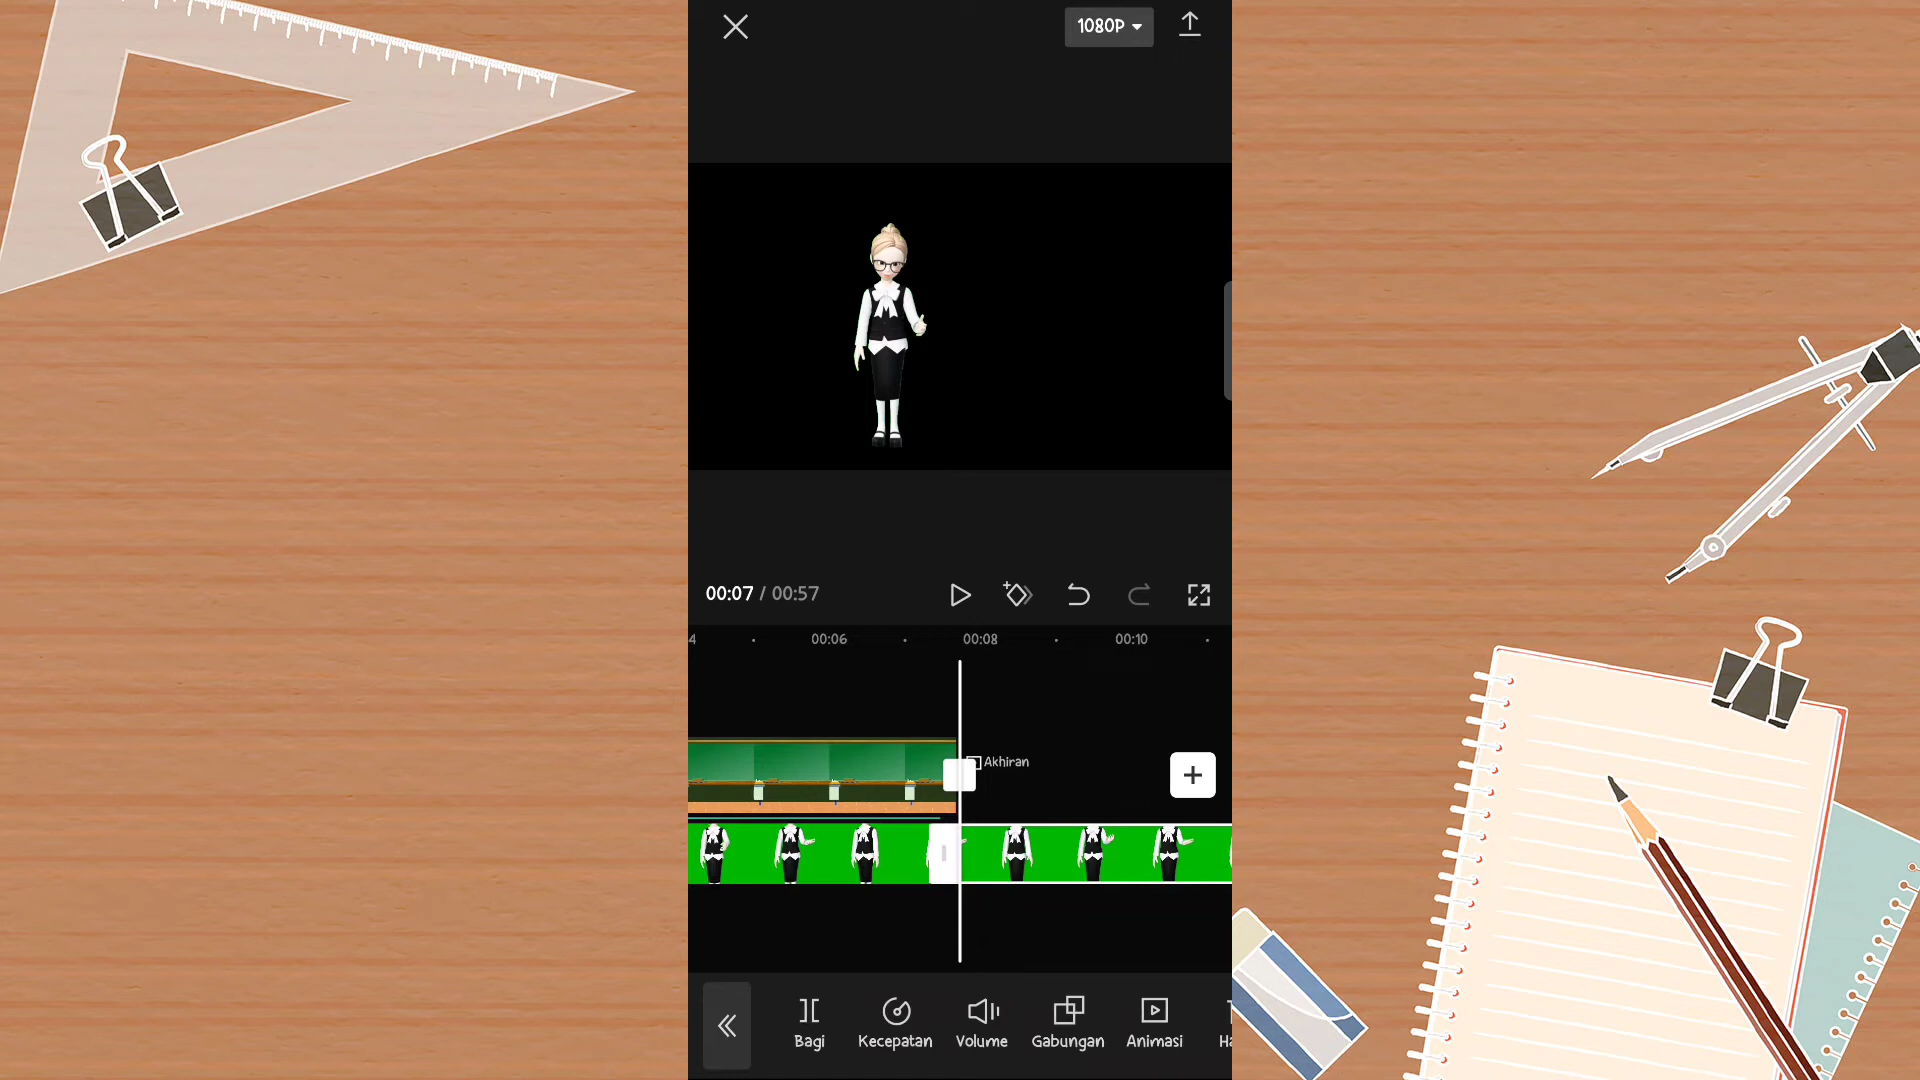 1080P
00:07 / 00:57
4
00:06
00:08
00:10
Akhiran
Bagi
Kecepatan
Volume
Gabungan
Animasi